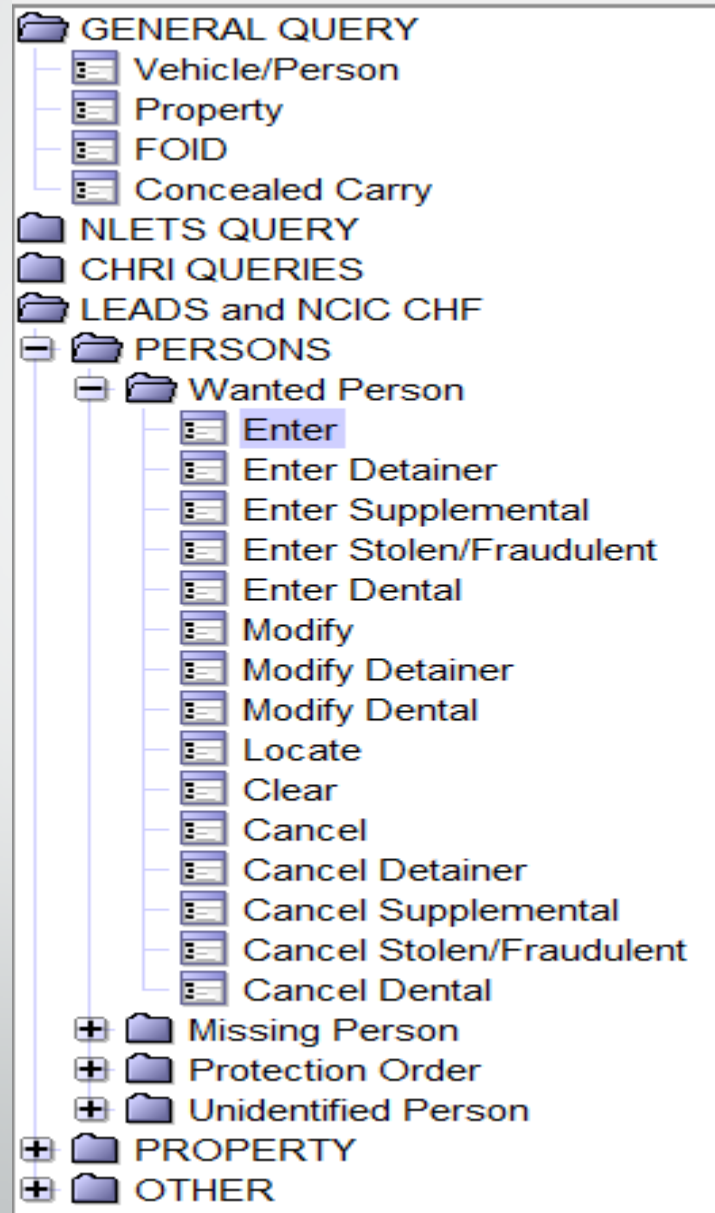 GENERAL QUERY
Vehicle/Person
Property
FOID
Concealed Carry
NLETS QUERY
CHRI QUERIES
LEADS and NCIC CHF
PERSONS
Wanted Person
Enter
Enter Detainer
Enter Supplemental
Enter Stolen/Fraudulent
Enter Dental
Modify
Modify Detainer
Modify Dental
Locate
Clear
Cancel
Cancel Detainer
Cancel Supplemental
Cancel Stolen/Fraudulent
Cancel Dental
Missing Person
Protection Order
Unidentified Person
PROPERTY
OTHER